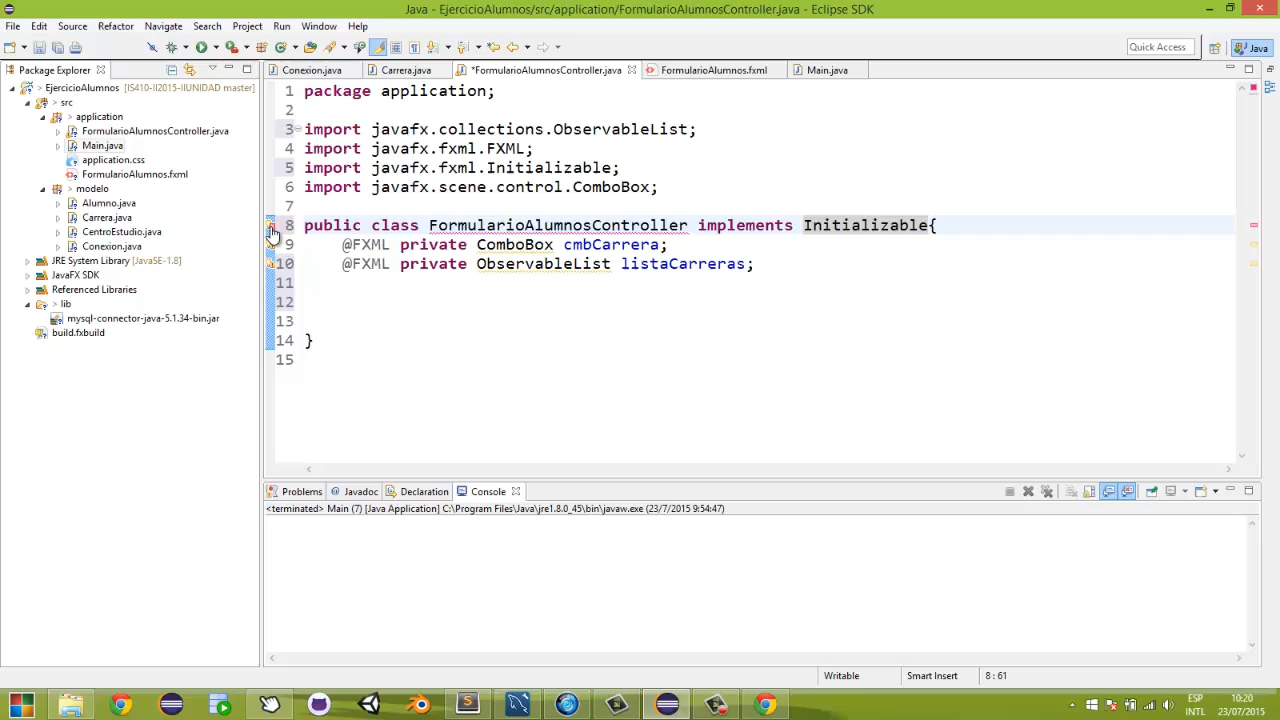 Java - EjercicioAlumnos/src/application/FormularioAlumnosController.java - Eclipse SDK
File Edit Source Refactor Navigate Search Project Run Window Help
Quick Access
Java
Package Explorer
EjercicioAlumnos [IS410-II2015-IIUNIDAD master]
> src
application
FormularioAlumnosController.java
Main.java
application.css
FormularioAlumnos.fxml
> modelo
Alumno.java
Carrera.java
CentroEstudio.java
Conexion.java
JRE System Library [JavaSE-1.8]
JavaFX SDK
Referenced Libraries
> lib
mysql-connector-java-5.1.34-bin.jar
build.fxbuild
Conexion.java
Carrera.java
*FormularioAlumnosController.java
FormularioAlumnos.fxml
Main.java
1 package application;
2
3 import javafx.collections.ObservableList;
4 import javafx.fxml.FXML;
5 import javafx.fxml.Initializable;
6 import javafx.scene.control.ComboBox;
7
8 public class FormularioAlumnosController implements Initializable{
9 @FXML private ComboBox cmbCarrera;
10 @FXML private ObservableList listaCarreras;
11
12
13
14 }
15
Problems @ Javadoc Declaration Console
<terminated> Main (7) [Java Application] C:\Program Files\Java\jre1.8.0_45\bin\javaw.exe (23/7/2015 9:54:47)
Writable
Smart Insert
8 : 61
ESP
INTL
10:20
23/07/2015